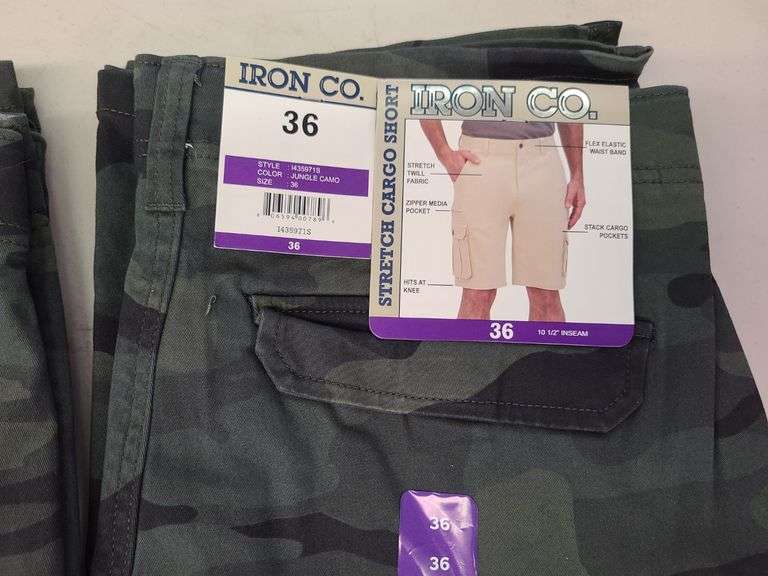 IRON CO.
36
STYLE : I435971S
COLOR : JUNGLE CAMO
SIZE : 36
I435971S
36
STRETCH CARGO SHORT
IRON CO.
FLEX ELASTIC
WAIST BAND
STRETCH
TWILL
FABRIC
ZIPPER MEDIA
POCKET
STACK CARGO
POCKETS
HITS AT
KNEE
36
10 1/2" INSEAM
36
36